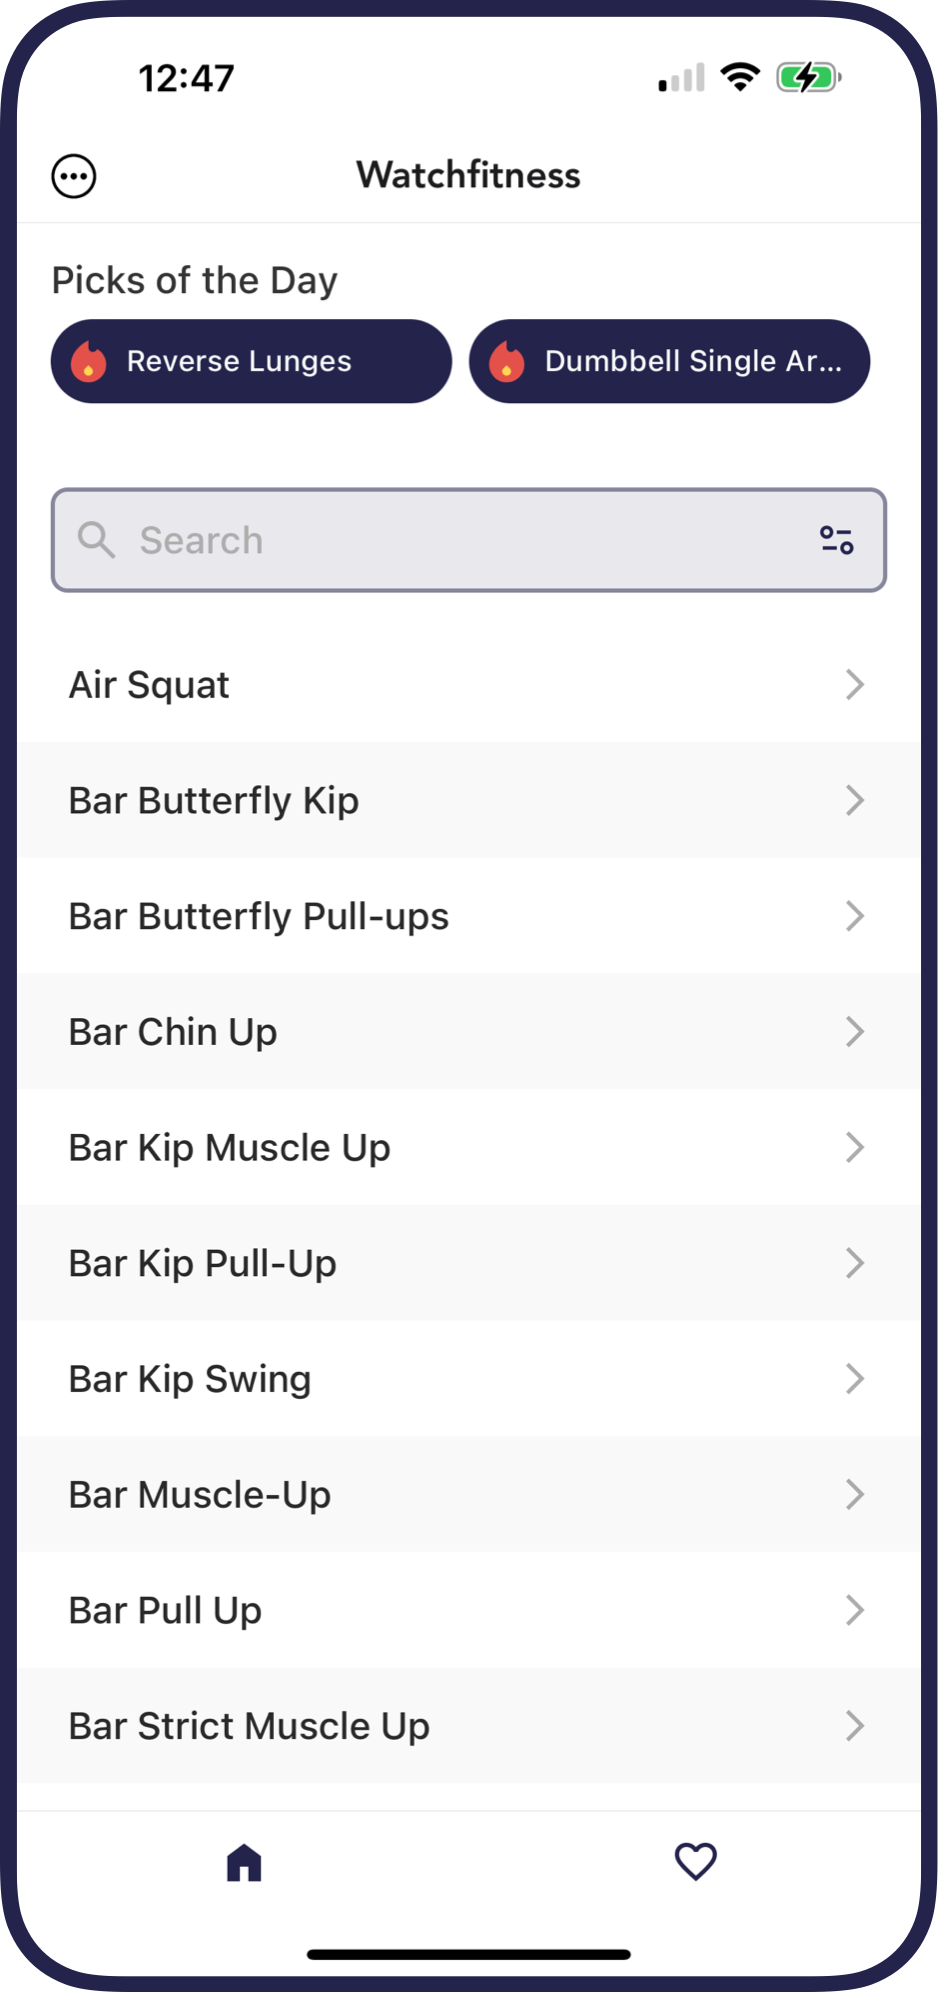 12:47
Watchfitness
Picks of the Day
Reverse Lunges
Dumbbell Single Ar...
Search
Air Squat
Bar Butterfly Kip
Bar Butterfly Pull-ups
Bar Chin Up
Bar Kip Muscle Up
Bar Kip Pull-Up
Bar Kip Swing
Bar Muscle-Up
Bar Pull Up
Bar Strict Muscle Up